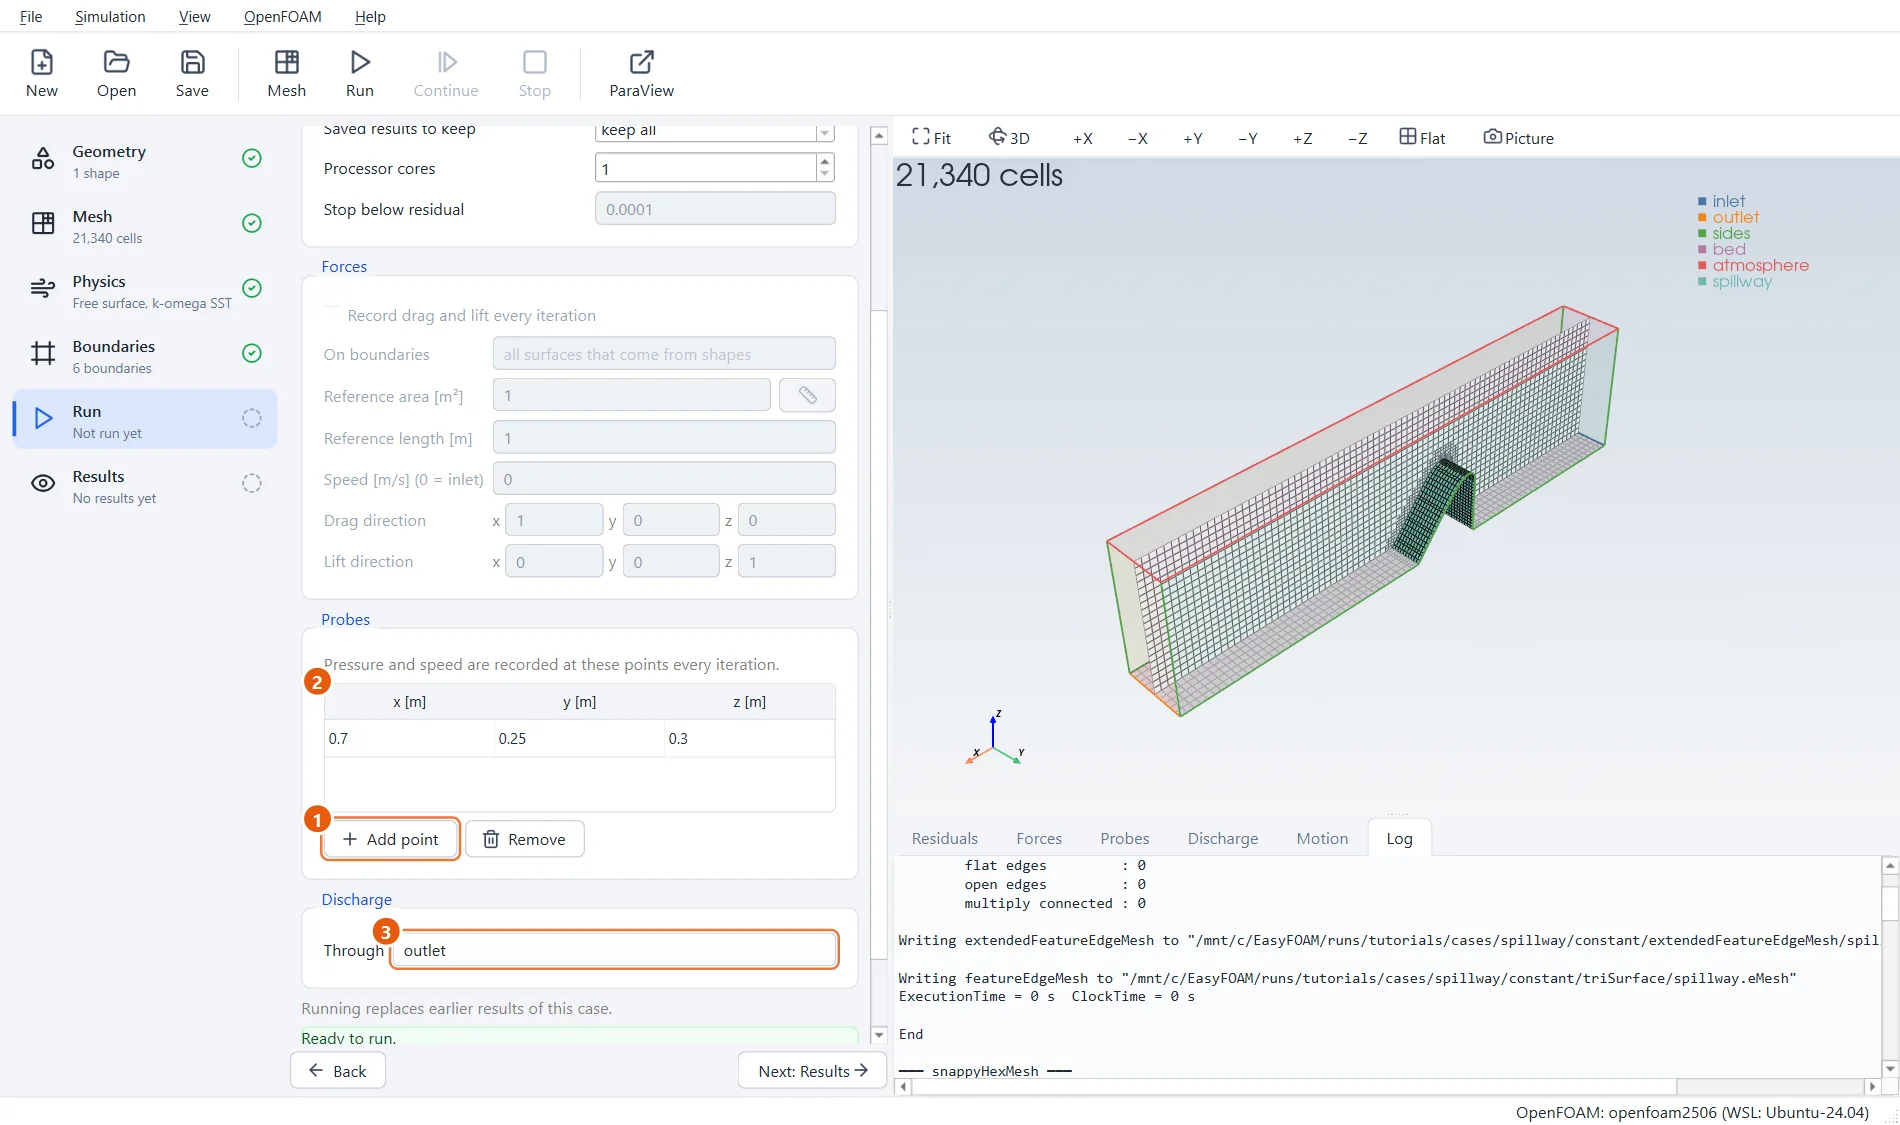 File Simulation View OpenFOAM Help
New Open Save Mesh Run Continue Stop ParaView
Geometry
1 shape
Mesh
21,340 cells
Physics
Free surface, k-omega SST
Boundaries
6 boundaries
Run
Not run yet
Results
No results yet
Saved results to keep keep all
Processor cores 1
Stop below residual 0.0001
Forces
Record drag and lift every iteration
On boundaries all surfaces that come from shapes
Reference area [m²] 1
Reference length [m] 1
Speed [m/s] (0 = inlet) 0
Drag direction x 1 y 0 z 0
Lift direction x 0 y 0 z 1
Probes
Pressure and speed are recorded at these points every iteration.
2
x [m] y [m] z [m]
0.7 0.25 0.3
1
Add point Remove
Discharge
3
Through outlet
Running replaces earlier results of this case.
Ready to run.
Back Next: Results
Fit 3D +X −X +Y −Y +Z −Z Flat Picture
21,340 cells
inlet
outlet
sides
bed
atmosphere
spillway
Z
X Y
Residuals Forces Probes Discharge Motion Log
flat edges : 0
open edges : 0
multiply connected : 0
Writing extendedFeatureEdgeMesh to "/mnt/c/EasyFOAM/runs/tutorials/cases/spillway/constant/extendedFeatureEdgeMesh/spil
Writing featureEdgeMesh to "/mnt/c/EasyFOAM/runs/tutorials/cases/spillway/constant/triSurface/spillway.eMesh"
ExecutionTime = 0 s ClockTime = 0 s
End
─── snappyHexMesh ───
OpenFOAM: openfoam2506 (WSL: Ubuntu-24.04)